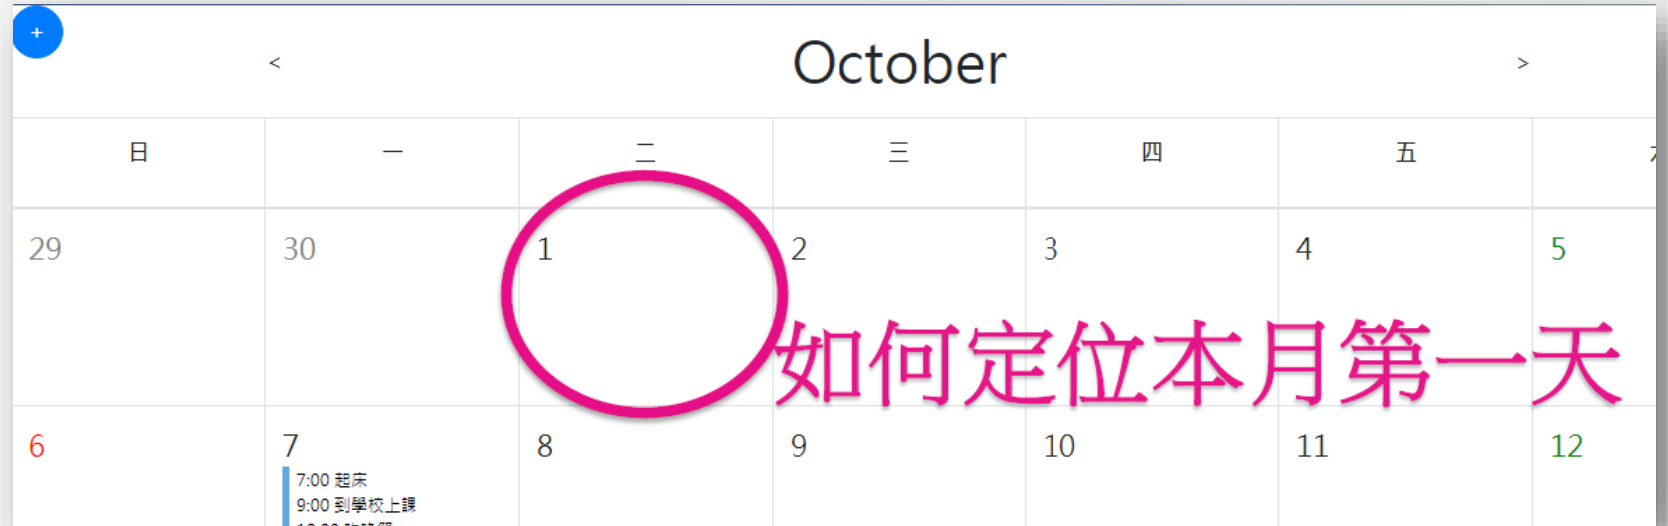 +
< October >
日 一 二 三 四 五
29 30 1 2 3 4 5
如何定位本月第一天
6 7 8 9 10 11 12
7:00 起床
9:00 到學校上課